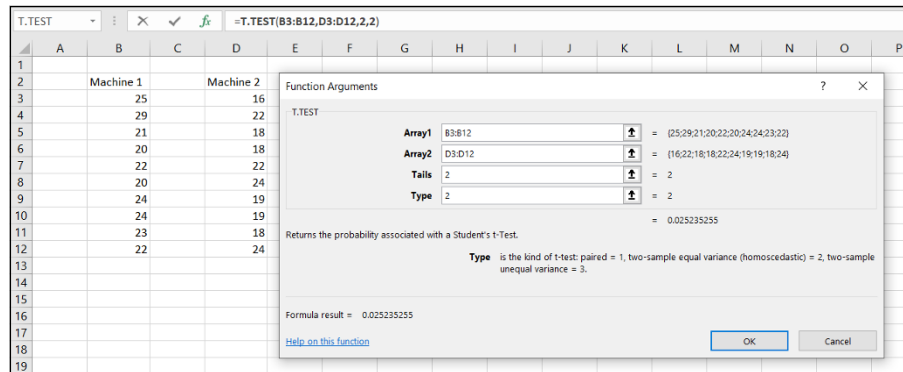 T.TEST =T.TEST(B3:B12,D3:D12,2,2)
A B C D E F G H I J K L M N O P
1
2 Machine 1 Machine 2
3 25 16
4 29 22
5 21 18
6 20 18
7 22 22
8 20 24
9 24 19
10 24 19
11 23 18
12 22 24
13
14
15
16
17
18
19
Function Arguments ? ×
T.TEST
Array1 B3:B12 = {25;29;21;20;22;20;24;24;23;22}
Array2 D3:D12 = {16;22;18;18;22;24;19;19;18;24}
Tails 2 = 2
Type 2 = 2
= 0.025235255
Returns the probability associated with a Student's t-Test.
Type is the kind of t-test: paired = 1, two-sample equal variance (homoscedastic) = 2, two-sample
unequal variance = 3.
Formula result = 0.025235255
Help on this function OK Cancel